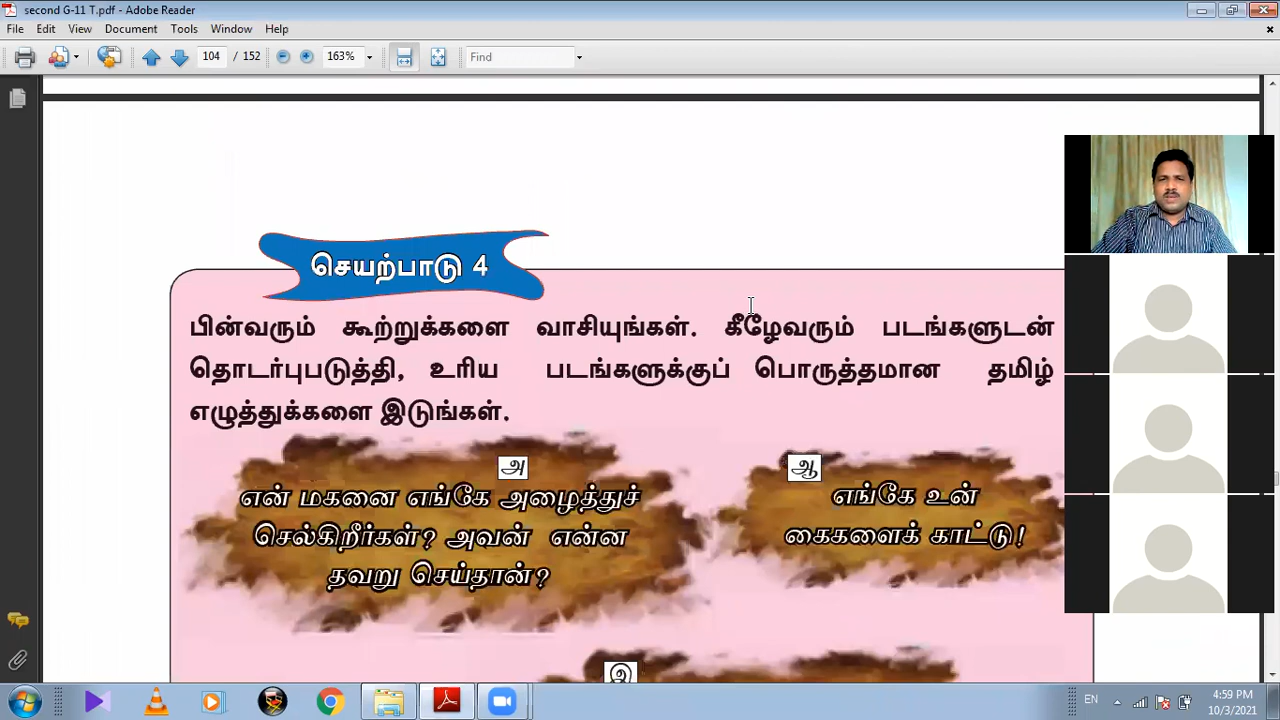 second G-11 T.pdf - Adobe Reader
File Edit View Document Tools Window Help
104 / 152 163% Find
செயற்பாடு 4
பின்வரும் கூற்றுக்களை வாசியுங்கள். கீழேவரும் படங்களுடன்
தொடர்புபடுத்தி, உரிய படங்களுக்குப் பொருத்தமான தமிழ்
எழுத்துக்களை இடுங்கள்.
அ
என் மகனை எங்கே அழைத்துச்
செல்கிறீர்கள்? அவன் என்ன
தவறு செய்தான்?
ஆ
எங்கே உன்
கைகளைக் காட்டு!
இ
EN
4:59 PM
10/3/2021